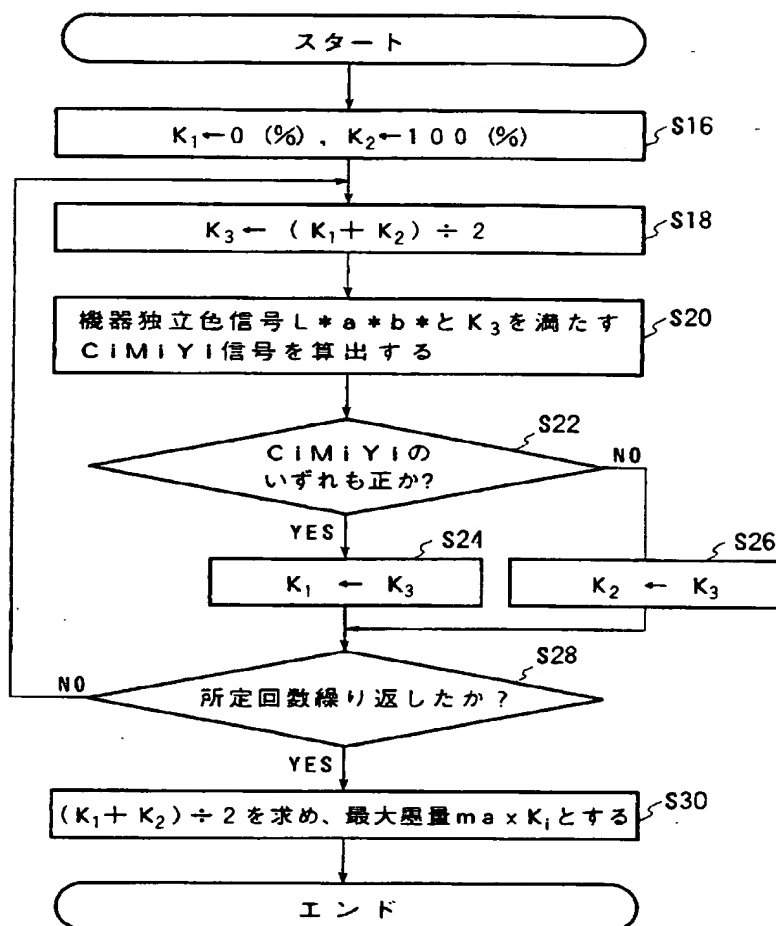 スタート
K₁←0 (%) , K₂←100 (%)
S16
K₃← (K₁+K₂)÷2
S18
機器独立色信号L*a*b*とK₃を満たす
CiMiYi信号を算出する
S20
S22
CiMiYiの
いずれも正か?
NO
YES
S24
K₁ ← K₃
S26
K₂ ← K₃
S28
所定回数繰り返したか?
NO
YES
(K₁+K₂)÷2を求め、最大墨量maxKᵢとする
S30
エンド